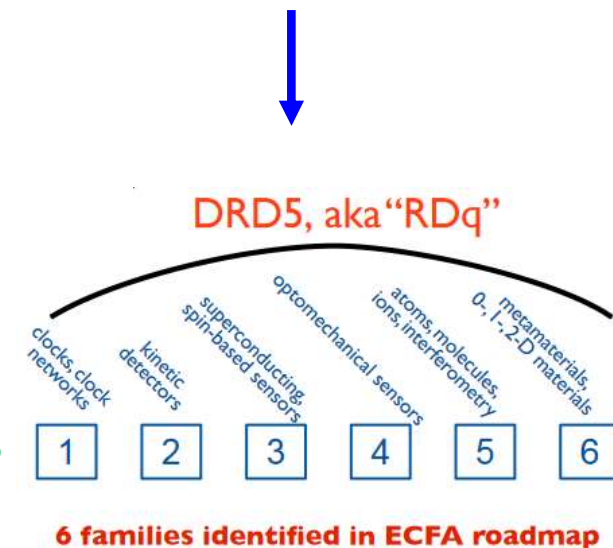 DRD5, aka “RDq”
clocks, clock
networks
kinetic
detectors
superconducting,
spin-based sensors
optomechanical sensors
atoms, molecules,
ions, interferometry
metamaterials,
0-, 1-, 2-D materials
1
2
3
4
5
6
6 families identified in ECFA roadmap